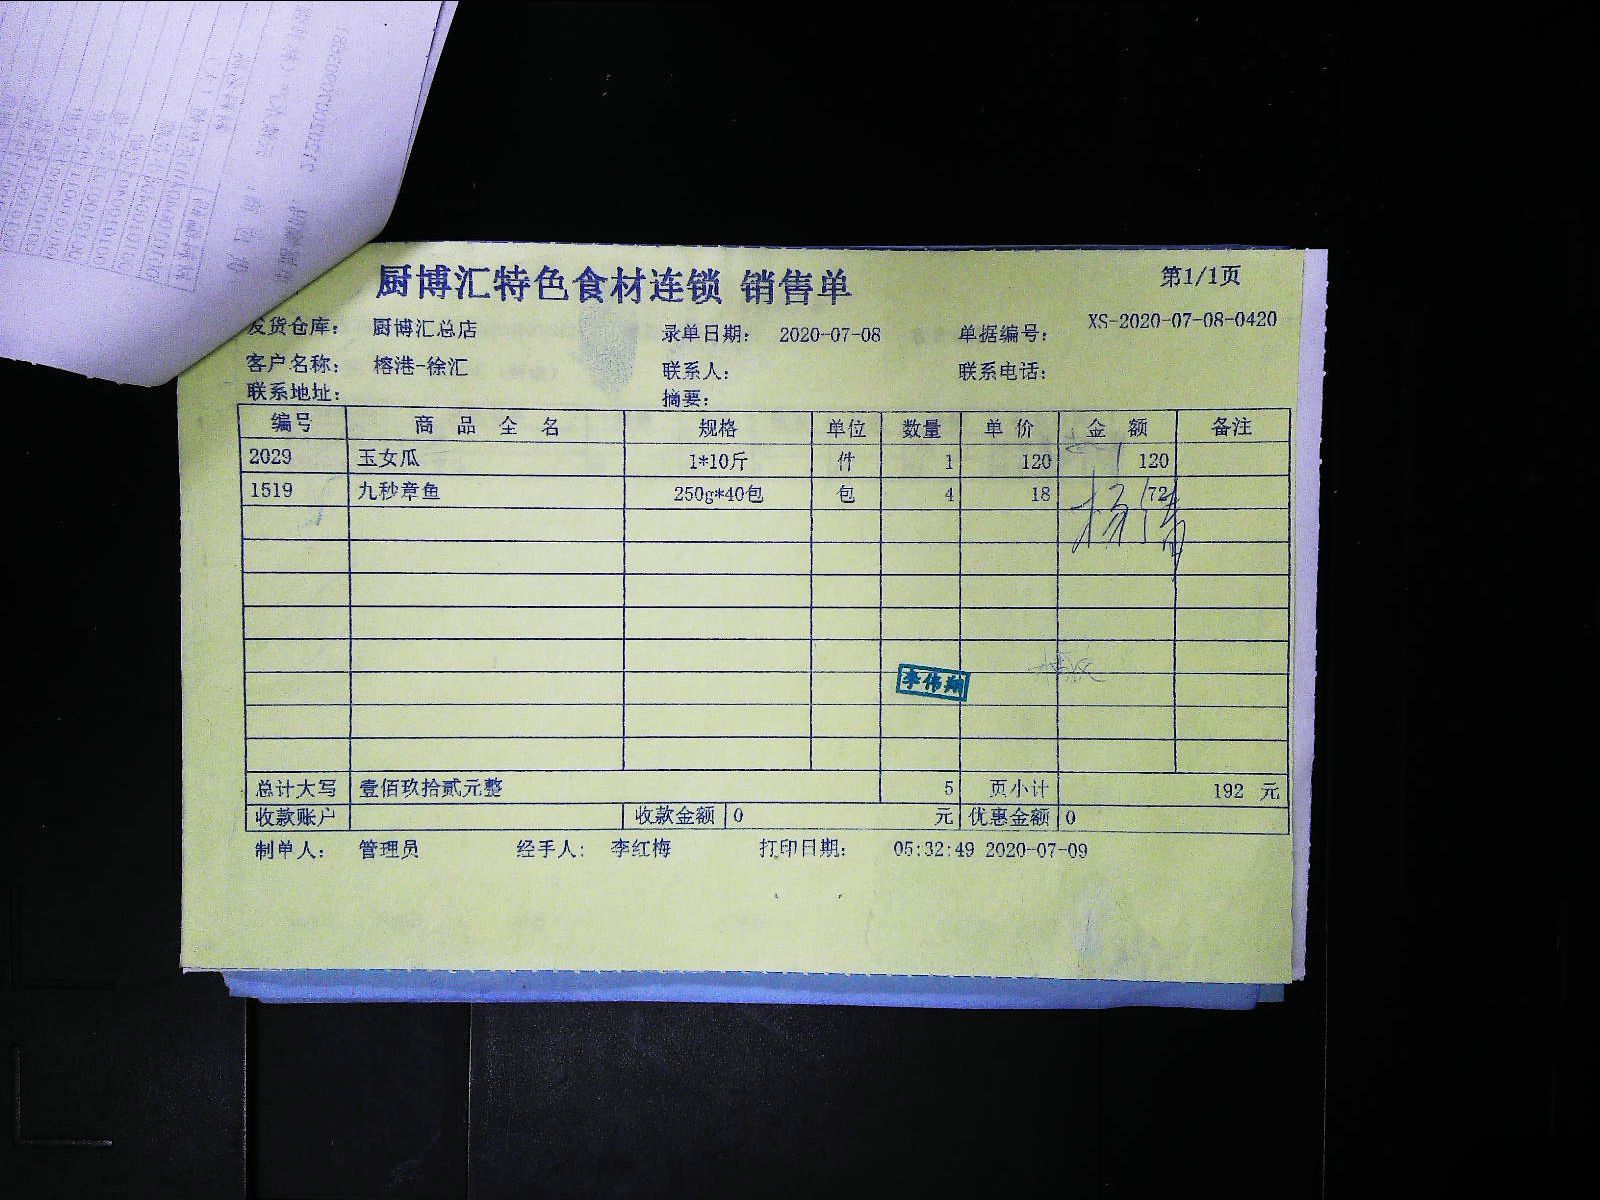 厨博汇特色食材连锁 销售单 第1/1页
发货仓库： 厨博汇总店 录单日期： 2020-07-08 单据编号： XS-2020-07-08-0420
客户名称： 榕港-徐汇 联系人： 联系电话：
联系地址： 摘要：
编号 商品全名 规格 单位 数量 单价 金额 备注
2029 玉女瓜 1*10斤 件 1 120 120
1519 九秒章鱼 250g*40包 包 4 18 72
李伟翔
总计大写 壹佰玖拾贰元整 5 页小计 192 元
收款账户 收款金额 0 元 优惠金额 0
制单人： 管理员 经手人： 李红梅 打印日期： 05:32:49 2020-07-09